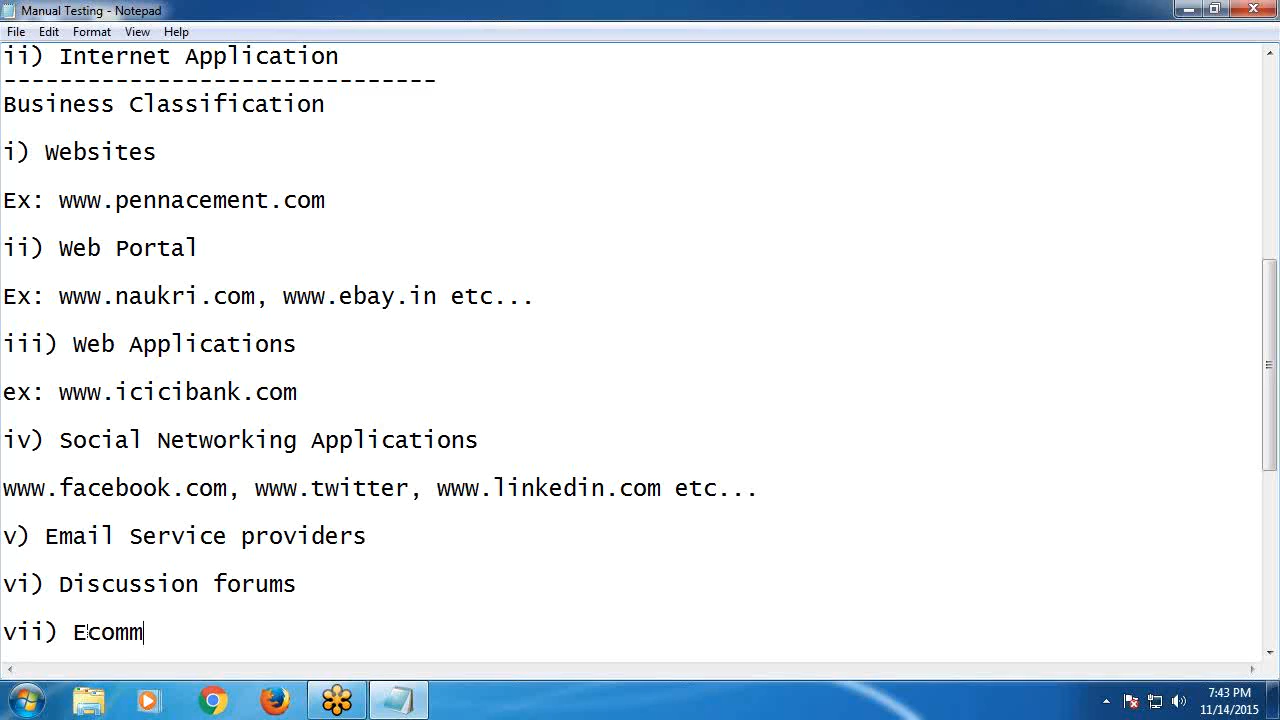 Manual Testing - Notepad
File Edit Format View Help
ii) Internet Application
-------------------------------
Business Classification
i) Websites
Ex: www.pennacement.com
ii) Web Portal
Ex: www.naukri.com, www.ebay.in etc...
iii) Web Applications
ex: www.icicibank.com
iv) Social Networking Applications
www.facebook.com, www.twitter, www.linkedin.com etc...
v) Email Service providers
vi) Discussion forums
vii) Ecomm
7:43 PM
11/14/2015